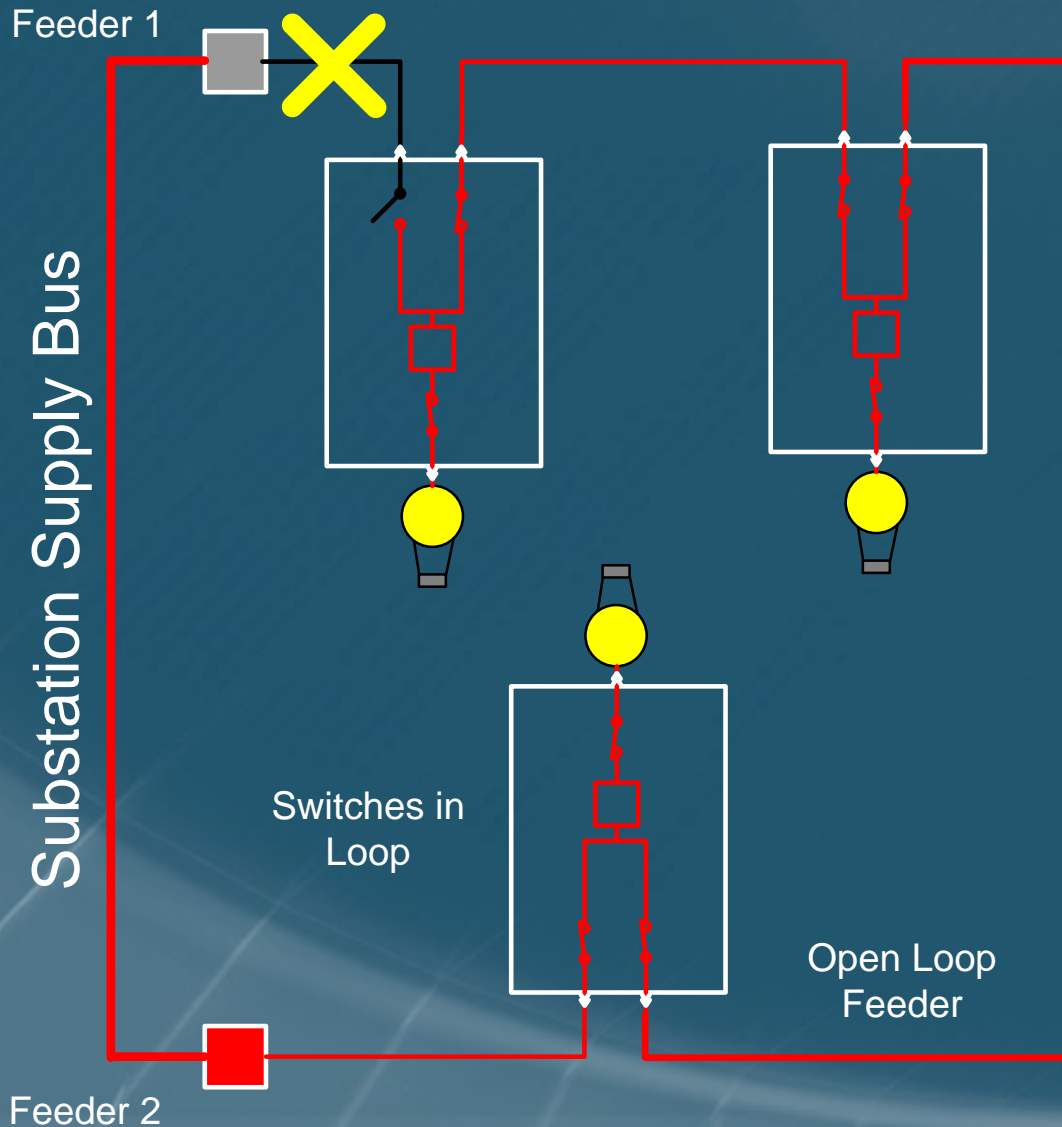 Feeder 1
Substation Supply Bus
Switches in
Loop
Open Loop
Feeder
Feeder 2